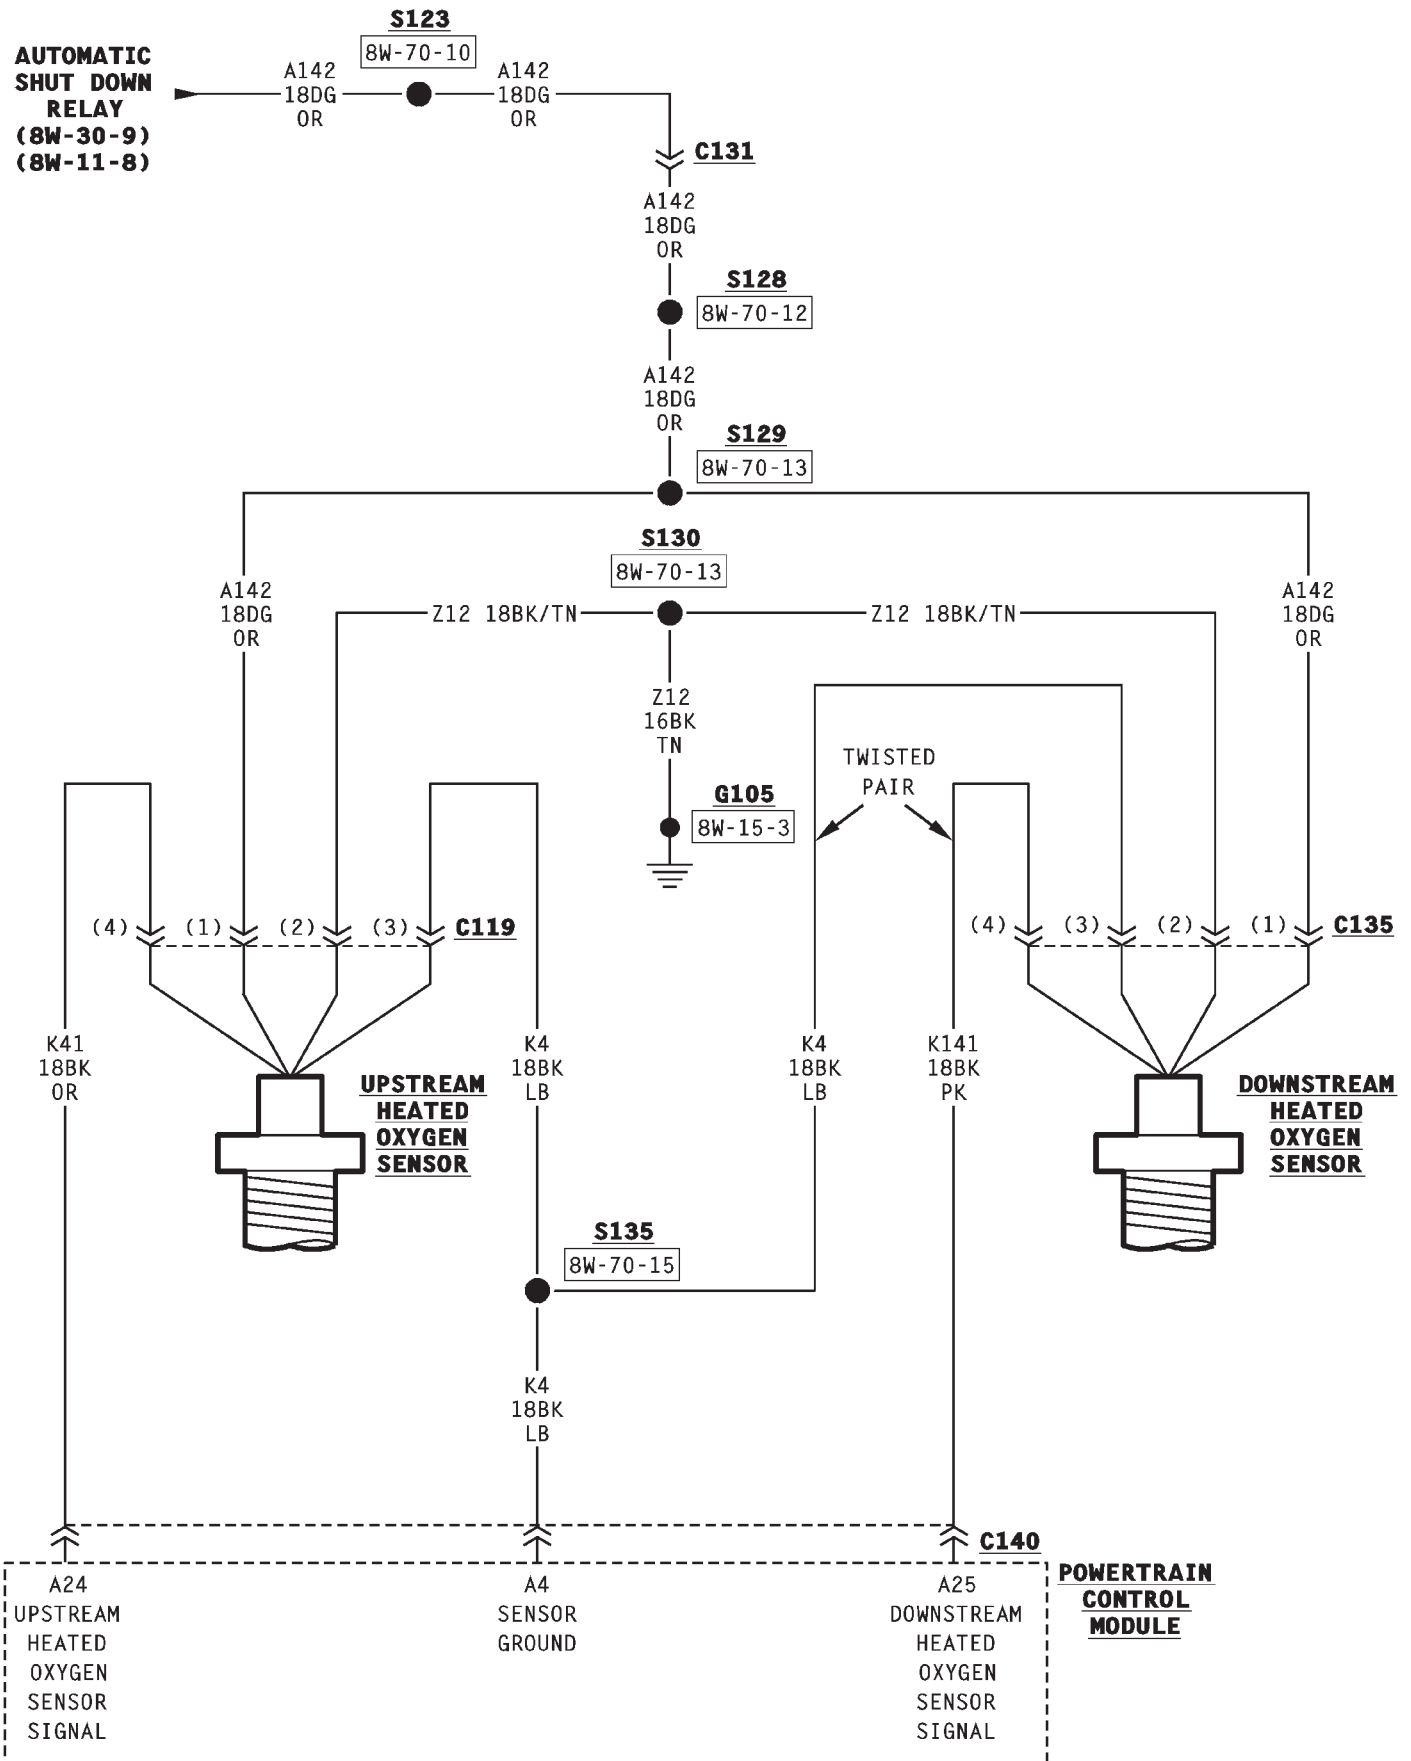 S123
8W-70-10
AUTOMATIC
SHUT DOWN
RELAY
(8W-30-9)
(8W-11-8)
A142
18DG
OR
A142
18DG
OR
C131
A142
18DG
OR
S128
8W-70-12
A142
18DG
OR
S129
8W-70-13
S130
8W-70-13
A142
18DG
OR
Z12 18BK/TN
Z12 18BK/TN
A142
18DG
OR
Z12
16BK
TN
TWISTED
PAIR
G105
8W-15-3
(4)
(1)
(2)
(3)
C119
(4)
(3)
(2)
(1)
C135
K41
18BK
OR
UPSTREAM
HEATED
OXYGEN
SENSOR
K4
18BK
LB
K4
18BK
LB
K141
18BK
PK
DOWNSTREAM
HEATED
OXYGEN
SENSOR
S135
8W-70-15
K4
18BK
LB
C140
POWERTRAIN
CONTROL
MODULE
A24
UPSTREAM
HEATED
OXYGEN
SENSOR
SIGNAL
A4
SENSOR
GROUND
A25
DOWNSTREAM
HEATED
OXYGEN
SENSOR
SIGNAL